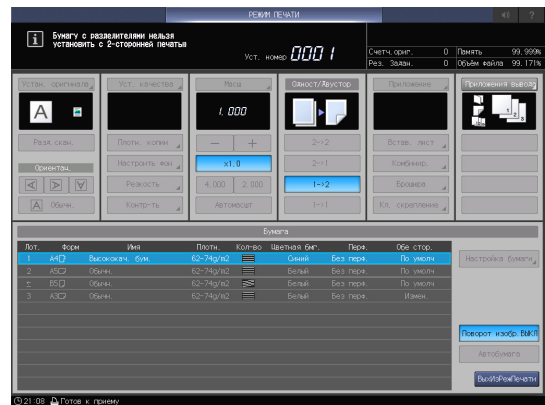 РЕЖИМ ПЕЧАТИ
Бумагу с разделителями нельзя
установить с 2-сторонней печатью
Уст. номер 0001
Счетч.ориг. 0
Рез. Задан. 0
Память 99.999%
Объём файла 99.171%
Устан. оригинала
Уст. качества
Масш
Одност/Двустор
Приложение
Приложения вывода
A
1.000
1 2 3
Разд.скан.
Плотн. копии
— +
2->2
Встав. лист
Ориентац.
Настроить фон
x1.0
2->1
Комбинир.
A A A
Резкость
4.000 2.000
1->2
Брошюра
A Обычн.
Контр-ть
Автомасшт
1->1
Кл. скрепление
Бумага
Лот. Форм Имя Плотн. Кол-во Цветная бмг. Перф. Обе стор.
1 A4 Высококач. бум. 62-74g/m2 Синий Без перф. По умолч
2 A5 Обычн. 62-74g/m2 Белый Без перф. По умолч
± B5 Обычн. 62-74g/m2 Белый Без перф. По умолч
3 A3 Обычн. 62-74g/m2 Белый Без перф. Измен.
Настройка бумаги
Поворот изобр.ВЫКЛ
АвтоБумага
ВыхИзРежПечати
21:08 Готов к приему